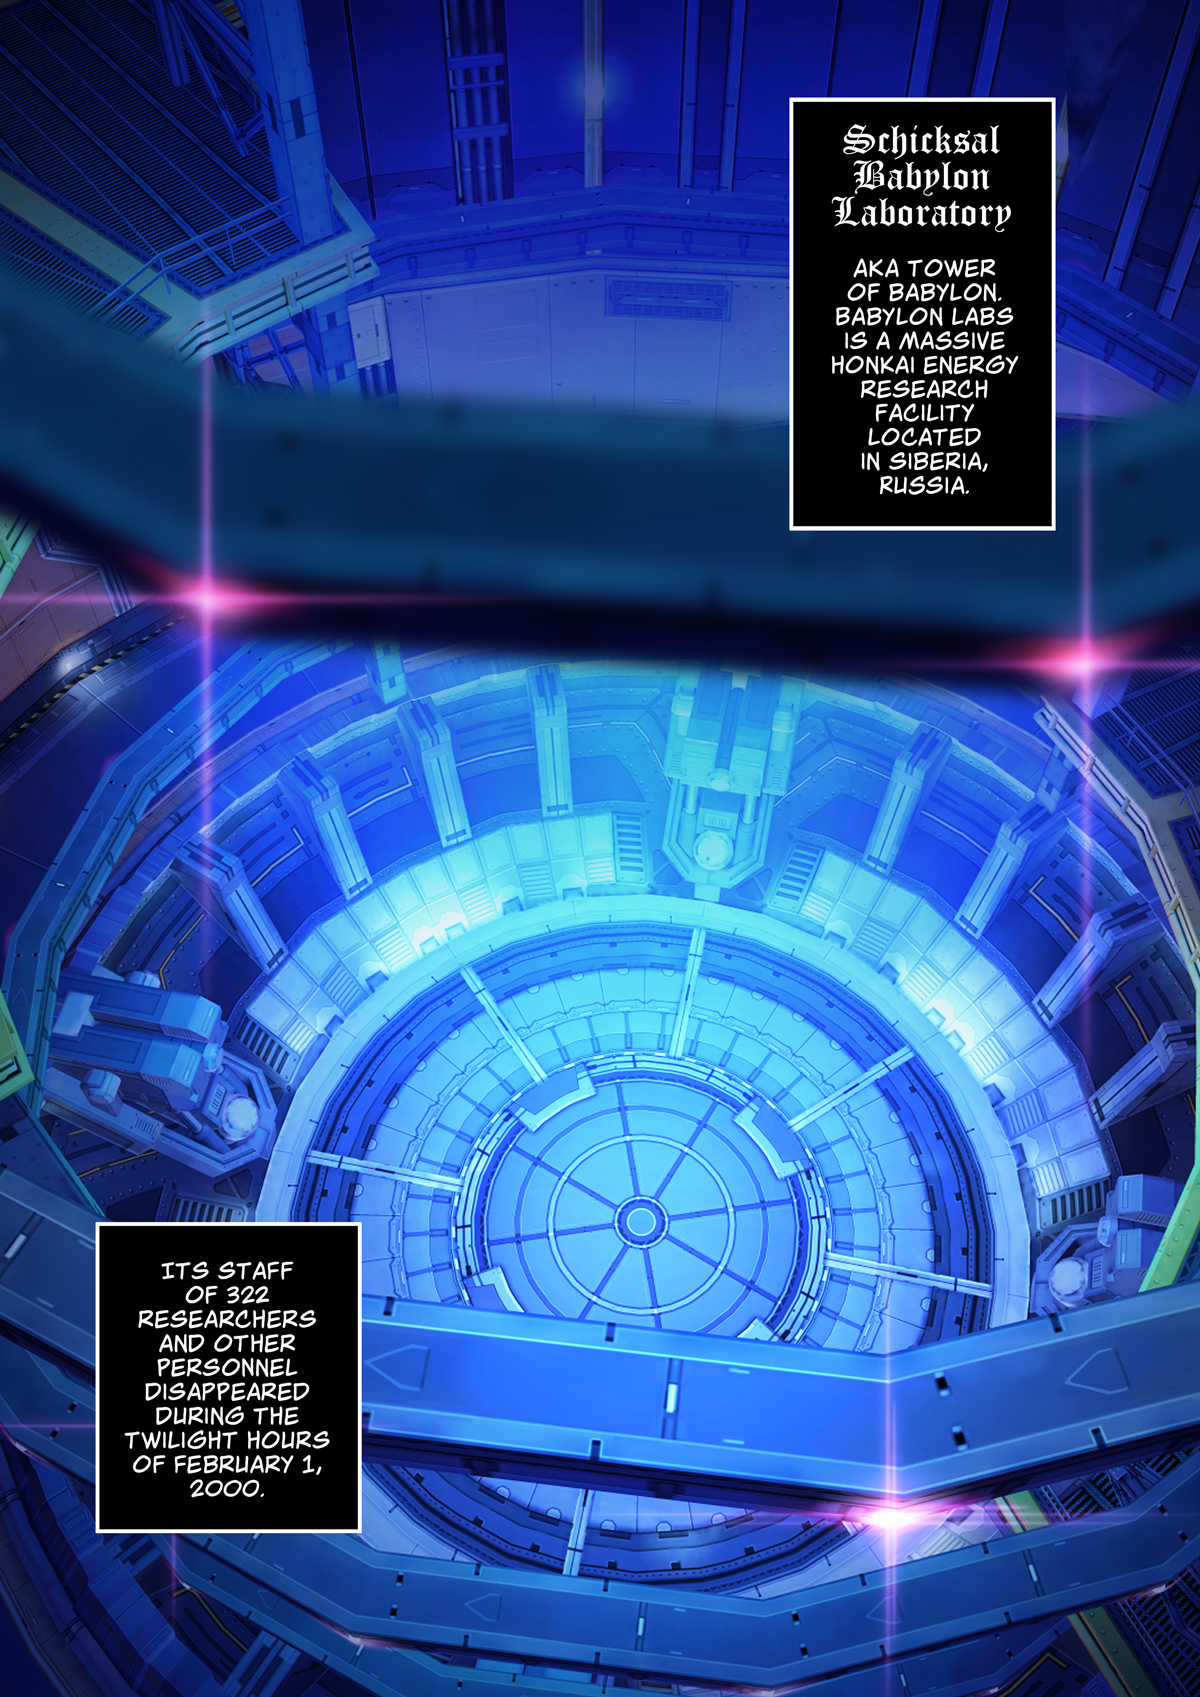 Schicksal
Babylon
Laboratory
AKA TOWER
OF BABYLON.
BABYLON LABS
IS A MASSIVE
HONKAI ENERGY
RESEARCH
FACILITY
LOCATED
IN SIBERIA,
RUSSIA.
ITS STAFF
OF 322
RESEARCHERS
AND OTHER
PERSONNEL
DISAPPEARED
DURING THE
TWILIGHT HOURS
OF FEBRUARY 1,
2000.